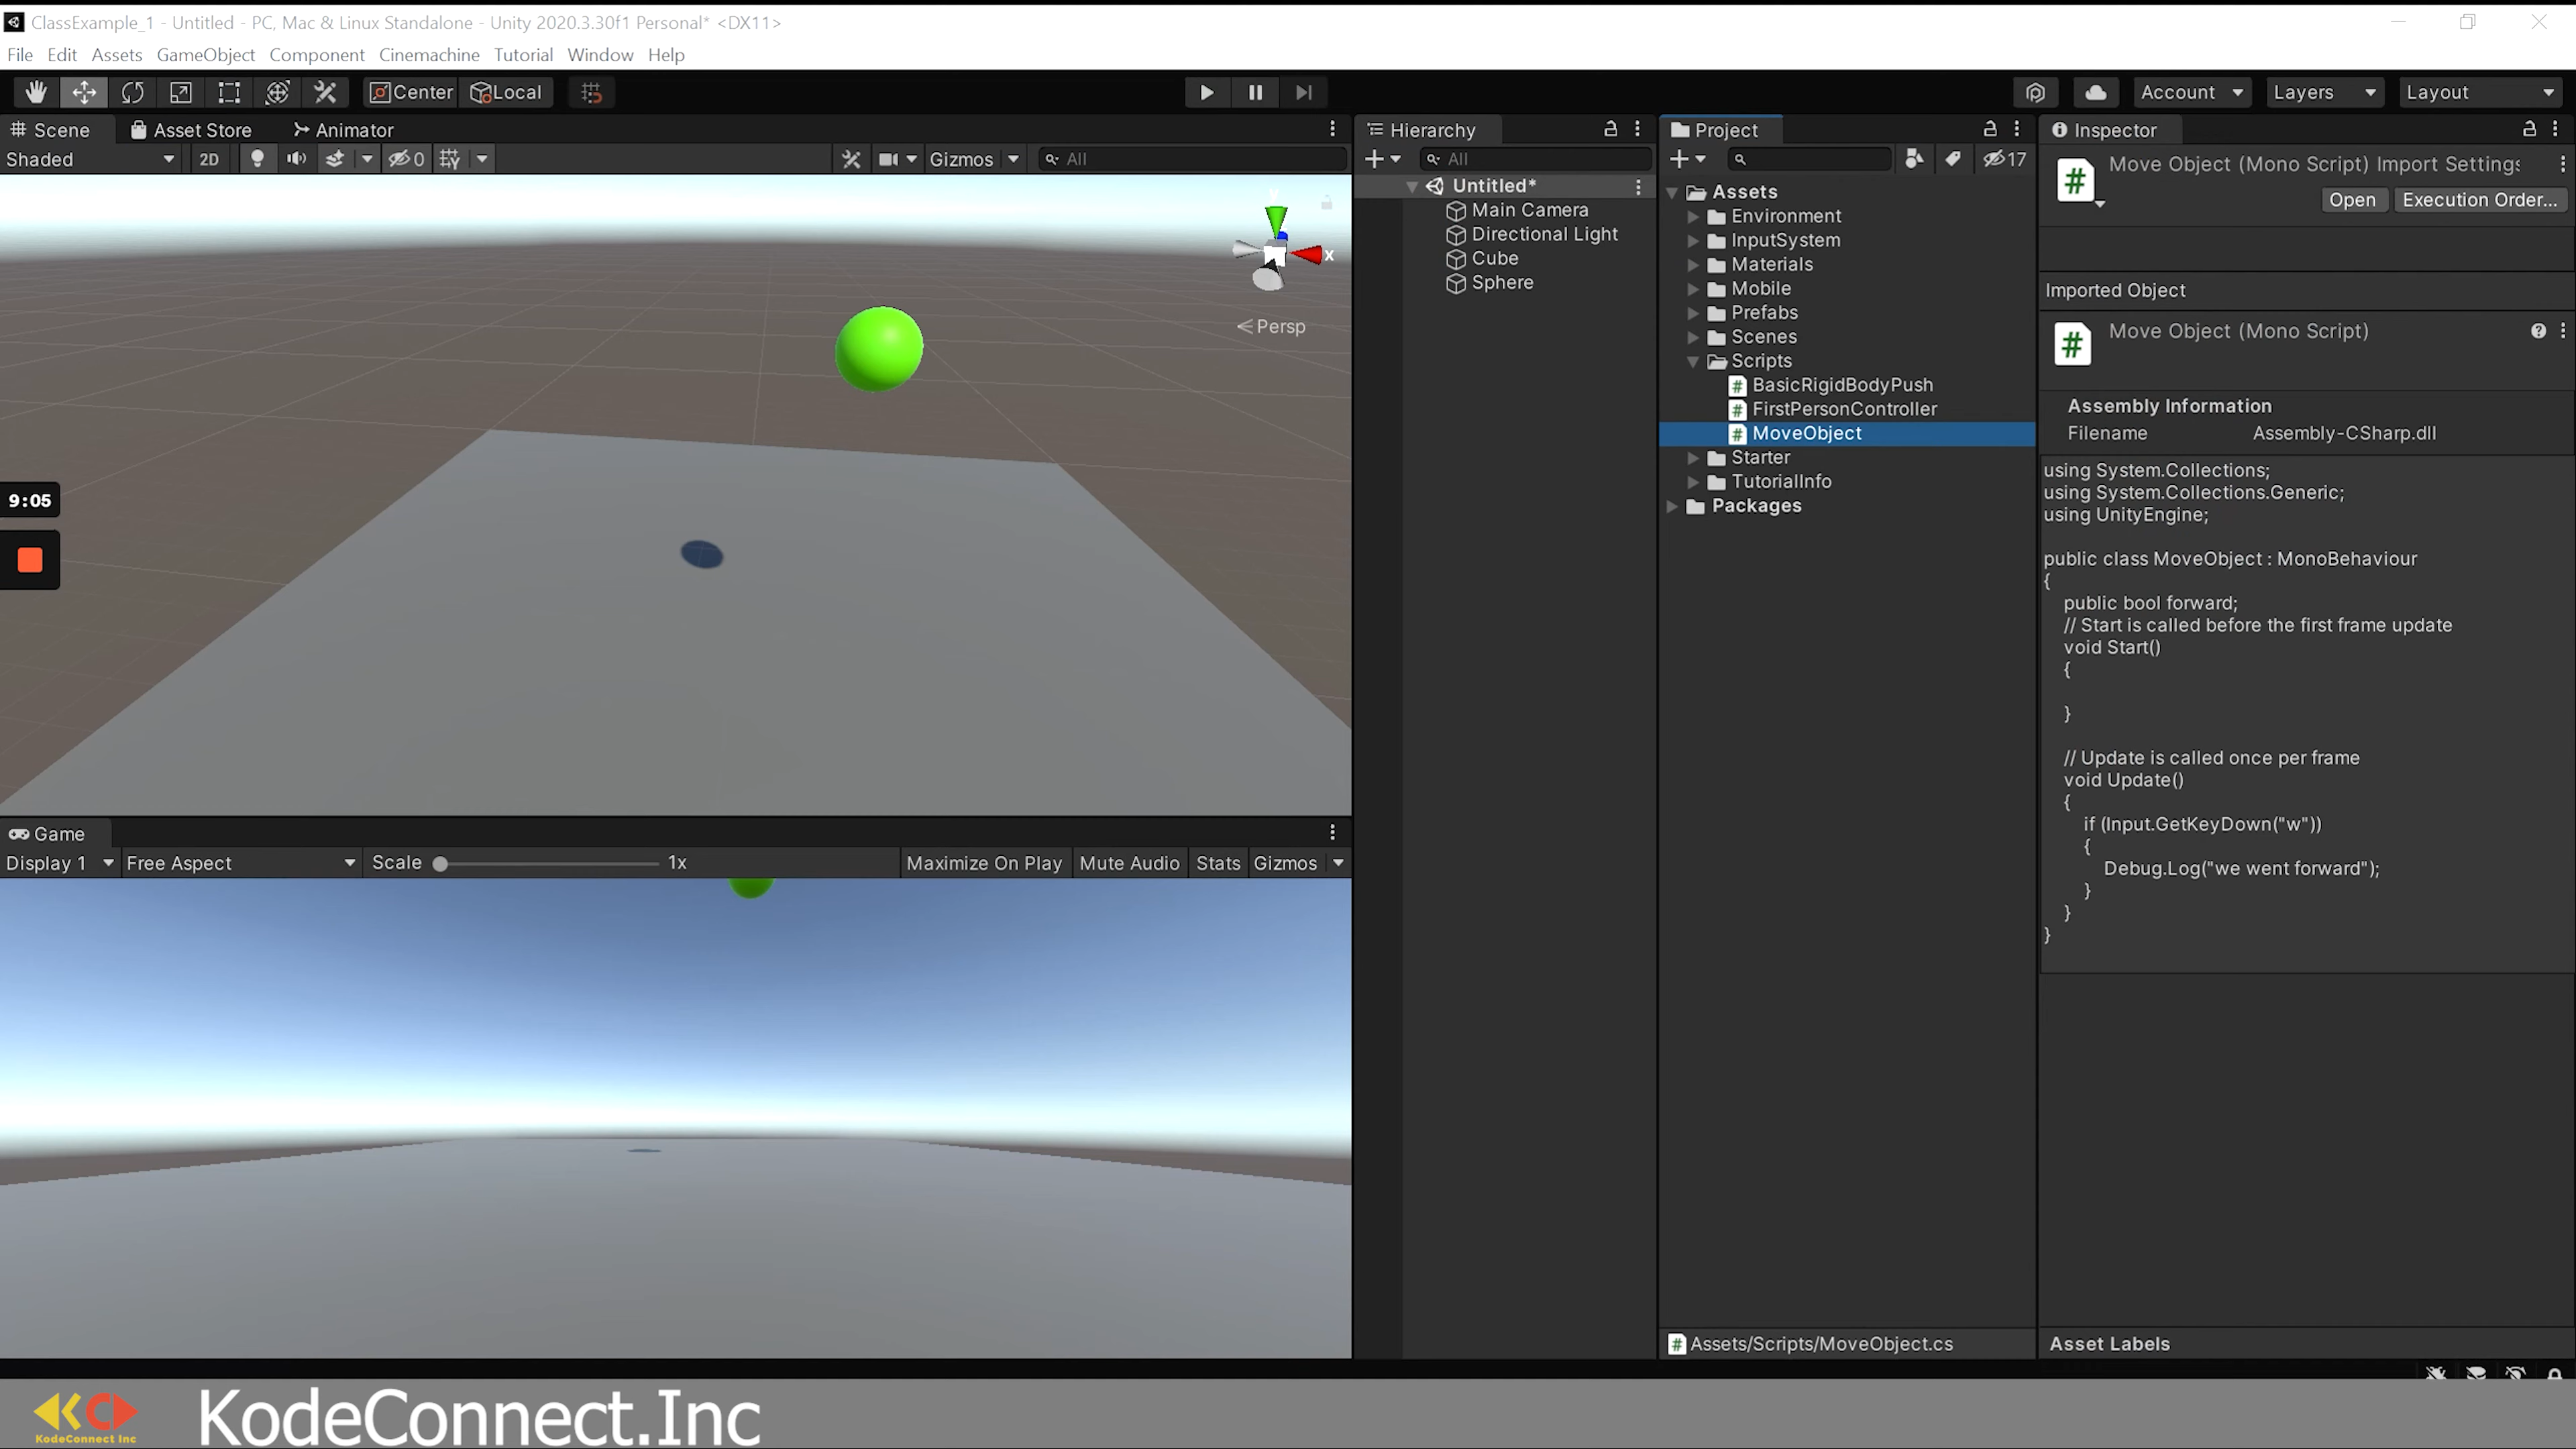 ClassExample_1 - Untitled - PC, Mac & Linux Standalone - Unity 2020.3.30f1 Personal* <DX11>
File Edit Assets GameObject Component Cinemachine Tutorial Window Help
Center Local Account Layers Layout
Scene Asset Store Animator
Shaded 2D 0 Gizmos All
x
Persp
9:05
Game
Display 1 Free Aspect Scale 1x Maximize On Play Mute Audio Stats Gizmos
Hierarchy
All
Untitled*
Main Camera
Directional Light
Cube
Sphere
Project
17
Assets
Environment
InputSystem
Materials
Mobile
Prefabs
Scenes
Scripts
BasicRigidBodyPush
FirstPersonController
MoveObject
Starter
TutorialInfo
Packages
Assets/Scripts/MoveObject.cs
Inspector
Move Object (Mono Script) Import Settings
Open Execution Order...
Imported Object
Move Object (Mono Script)
Assembly Information
Filename Assembly-CSharp.dll
using System.Collections;
using System.Collections.Generic;
using UnityEngine;
public class MoveObject : MonoBehaviour
{
public bool forward;
// Start is called before the first frame update
void Start()
{
}
// Update is called once per frame
void Update()
{
if (Input.GetKeyDown("w"))
{
Debug.Log("we went forward");
}
}
}
Asset Labels
KodeConnect Inc
KodeConnect.Inc